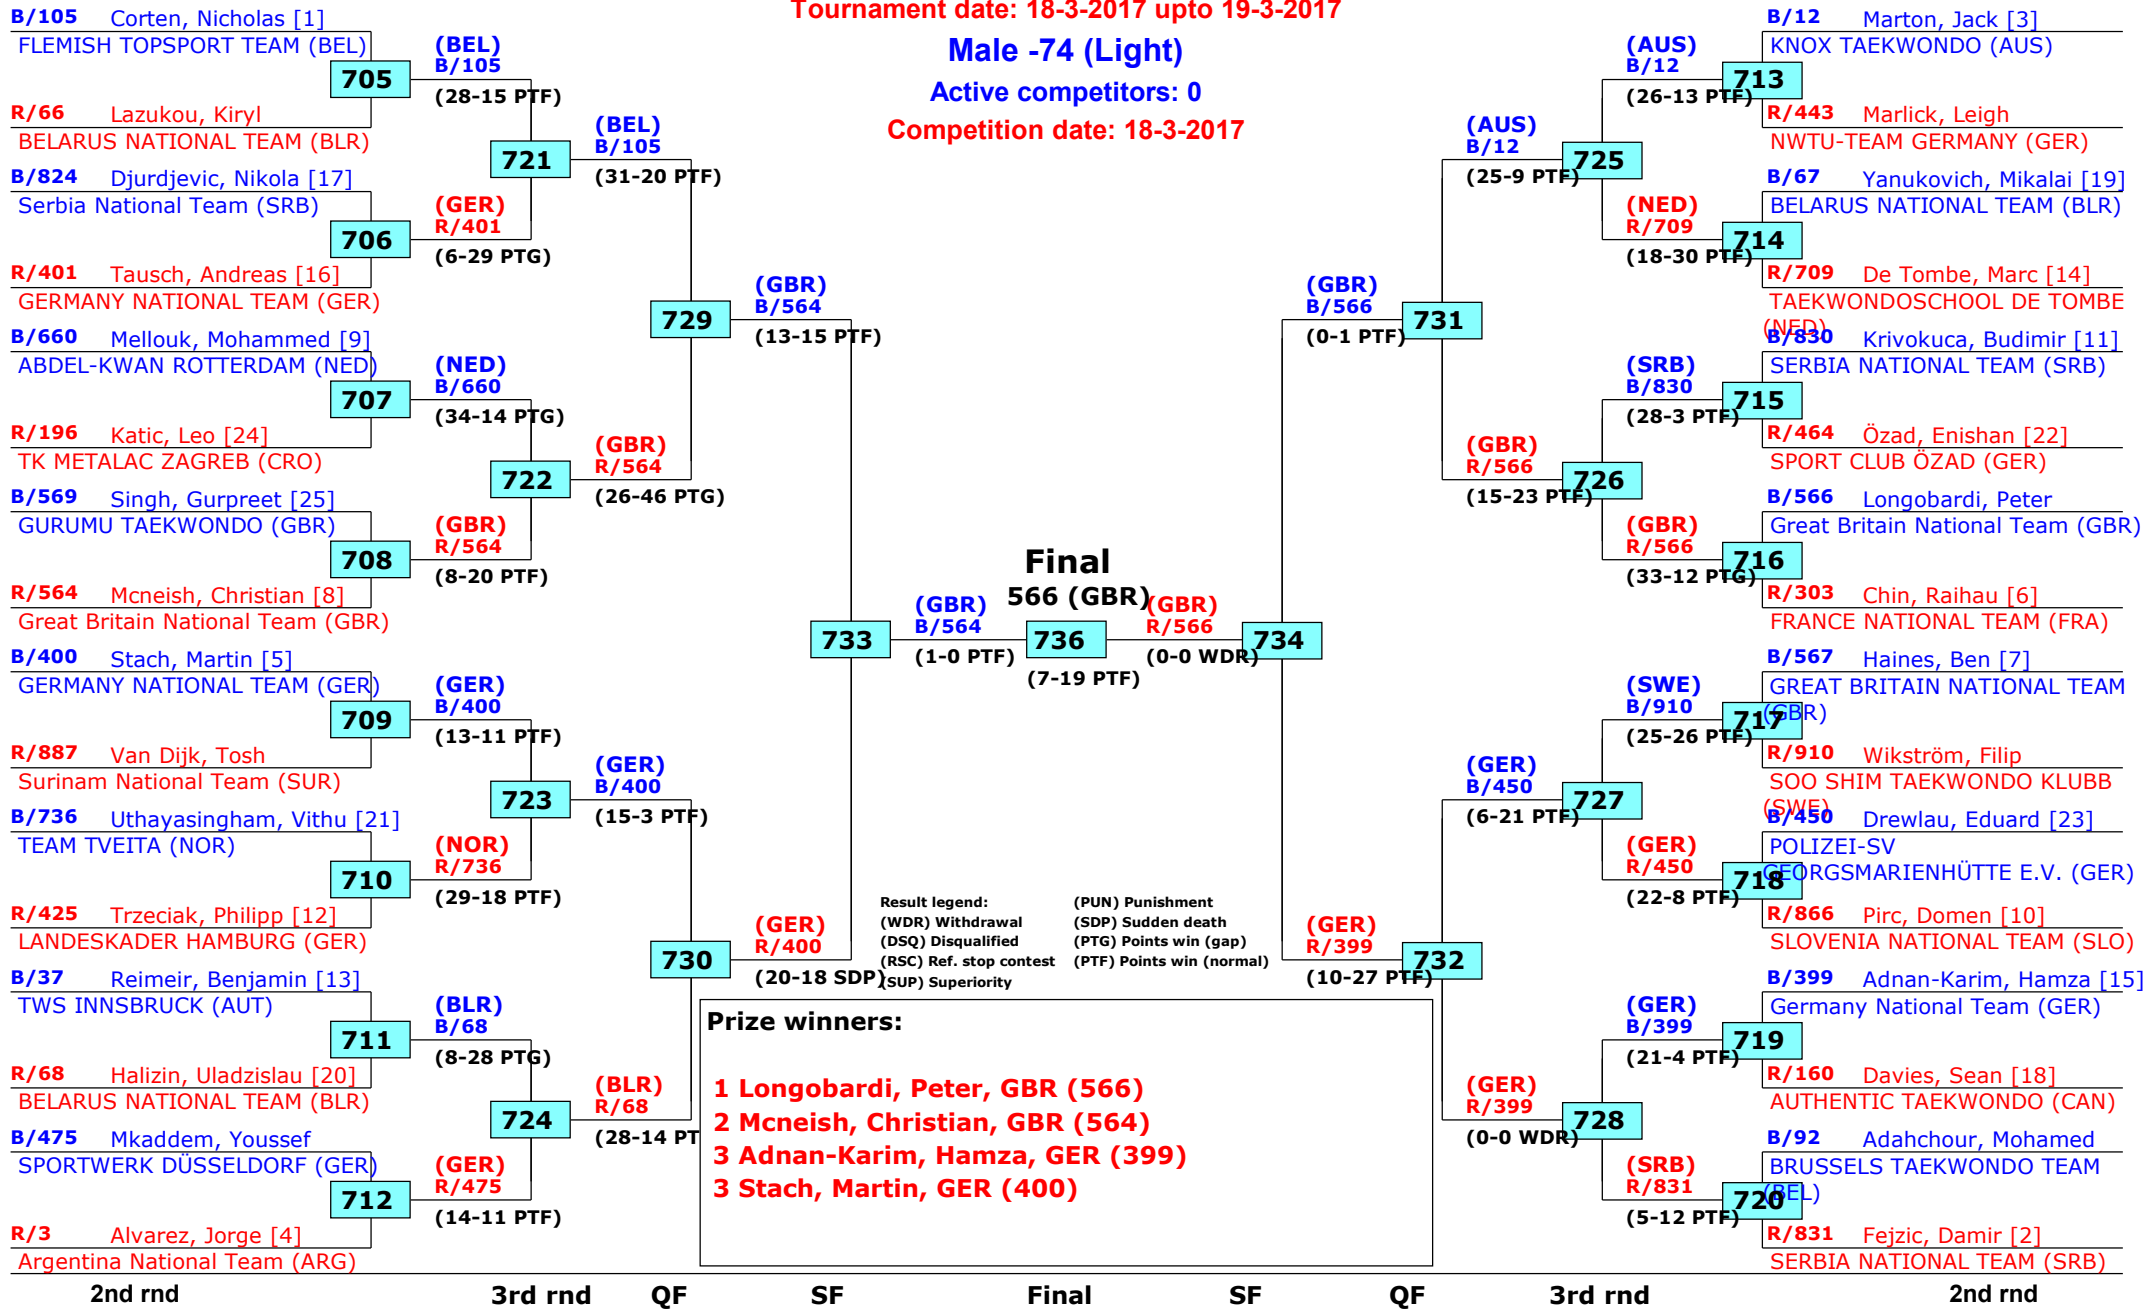 Tournament date: 18-3-2017 upto 19-3-2017
Male -74 (Light)
Active competitors: 0
Competition date: 18-3-2017
B/105 Corten, Nicholas [1]
FLEMISH TOPSPORT TEAM (BEL)
705
R/66 Lazukou, Kiryl
BELARUS NATIONAL TEAM (BLR)
B/824 Djurdjevic, Nikola [17]
Serbia National Team (SRB)
706
R/401 Tausch, Andreas [16]
GERMANY NATIONAL TEAM (GER)
B/660 Mellouk, Mohammed [9]
ABDEL-KWAN ROTTERDAM (NED)
707
R/196 Katic, Leo [24]
TK METALAC ZAGREB (CRO)
B/569 Singh, Gurpreet [25]
GURUMU TAEKWONDO (GBR)
708
R/564 Mcneish, Christian [8]
Great Britain National Team (GBR)
B/400 Stach, Martin [5]
GERMANY NATIONAL TEAM (GER)
709
R/887 Van Dijk, Tosh
Surinam National Team (SUR)
B/736 Uthayasingham, Vithu [21]
TEAM TVEITA (NOR)
710
R/425 Trzeciak, Philipp [12]
LANDESKADER HAMBURG (GER)
B/37 Reimeir, Benjamin [13]
TWS INNSBRUCK (AUT)
711
R/68 Halizin, Uladzislau [20]
BELARUS NATIONAL TEAM (BLR)
B/475 Mkaddem, Youssef
SPORTWERK DÜSSELDORF (GER)
712
R/3 Alvarez, Jorge [4]
Argentina National Team (ARG)
(BEL)
B/105
(28-15 PTF)
721
(GER)
R/401
(6-29 PTG)
(NED)
B/660
(34-14 PTG)
722
(GBR)
R/564
(8-20 PTF)
(GER)
B/400
(13-11 PTF)
723
(NOR)
R/736
(29-18 PTF)
(BLR)
B/68
(8-28 PTG)
724
(GER)
R/475
(14-11 PTF)
(BEL)
B/105
(31-20 PTF)
729
(GBR)
R/564
(26-46 PTG)
(GER)
B/400
(15-3 PTF)
730
(BLR)
R/68
(28-14 PT
(GBR)
B/564
(13-15 PTF)
733
(GER)
R/400
(20-18 SDP)
(GBR)
B/564
(1-0 PTF)
Final
566 (GBR)
736
(7-19 PTF)
(GBR)
R/566
(0-0 WDR)
734
(GBR)
B/566
(0-1 PTF)
731
(GER)
R/399
(10-27 PTF)
732
(AUS)
B/12
(25-9 PTF)
725
(GBR)
R/566
(15-23 PTF)
726
(GER)
B/450
(6-21 PTF)
727
(GER)
R/399
(0-0 WDR)
728
(AUS)
B/12
(26-13 PTF)
713
(NED)
R/709
(18-30 PTF)
714
(SRB)
B/830
(28-3 PTF)
715
(GBR)
R/566
(33-12 PTG)
716
(SWE)
B/910
(25-26 PTF)
717
(GER)
R/450
(22-8 PTF)
718
(GER)
B/399
(21-4 PTF)
719
(SRB)
R/831
(5-12 PTF)
720
B/12 Marton, Jack [3]
KNOX TAEKWONDO (AUS)
R/443 Marlick, Leigh
NWTU-TEAM GERMANY (GER)
B/67 Yanukovich, Mikalai [19]
BELARUS NATIONAL TEAM (BLR)
R/709 De Tombe, Marc [14]
TAEKWONDOSCHOOL DE TOMBE
(NED)
B/830 Krivokuca, Budimir [11]
SERBIA NATIONAL TEAM (SRB)
R/464 Özad, Enishan [22]
SPORT CLUB ÖZAD (GER)
B/566 Longobardi, Peter
Great Britain National Team (GBR)
R/303 Chin, Raihau [6]
FRANCE NATIONAL TEAM (FRA)
B/567 Haines, Ben [7]
GREAT BRITAIN NATIONAL TEAM
(GBR)
R/910 Wikström, Filip
SOO SHIM TAEKWONDO KLUBB
(SWE)
B/450 Drewlau, Eduard [23]
POLIZEI-SV
GEORGSMARIENHÜTTE E.V. (GER)
R/866 Pirc, Domen [10]
SLOVENIA NATIONAL TEAM (SLO)
B/399 Adnan-Karim, Hamza [15]
Germany National Team (GER)
R/160 Davies, Sean [18]
AUTHENTIC TAEKWONDO (CAN)
B/92 Adahchour, Mohamed
BRUSSELS TAEKWONDO TEAM
(BEL)
R/831 Fejzic, Damir [2]
SERBIA NATIONAL TEAM (SRB)
Result legend:
(WDR) Withdrawal
(DSQ) Disqualified
(RSC) Ref. stop contest
(SUP) Superiority
(PUN) Punishment
(SDP) Sudden death
(PTG) Points win (gap)
(PTF) Points win (normal)
Prize winners:
1 Longobardi, Peter, GBR (566)
2 Mcneish, Christian, GBR (564)
3 Adnan-Karim, Hamza, GER (399)
3 Stach, Martin, GER (400)
2nd rnd 3rd rnd QF SF Final SF QF 3rd rnd 2nd rnd